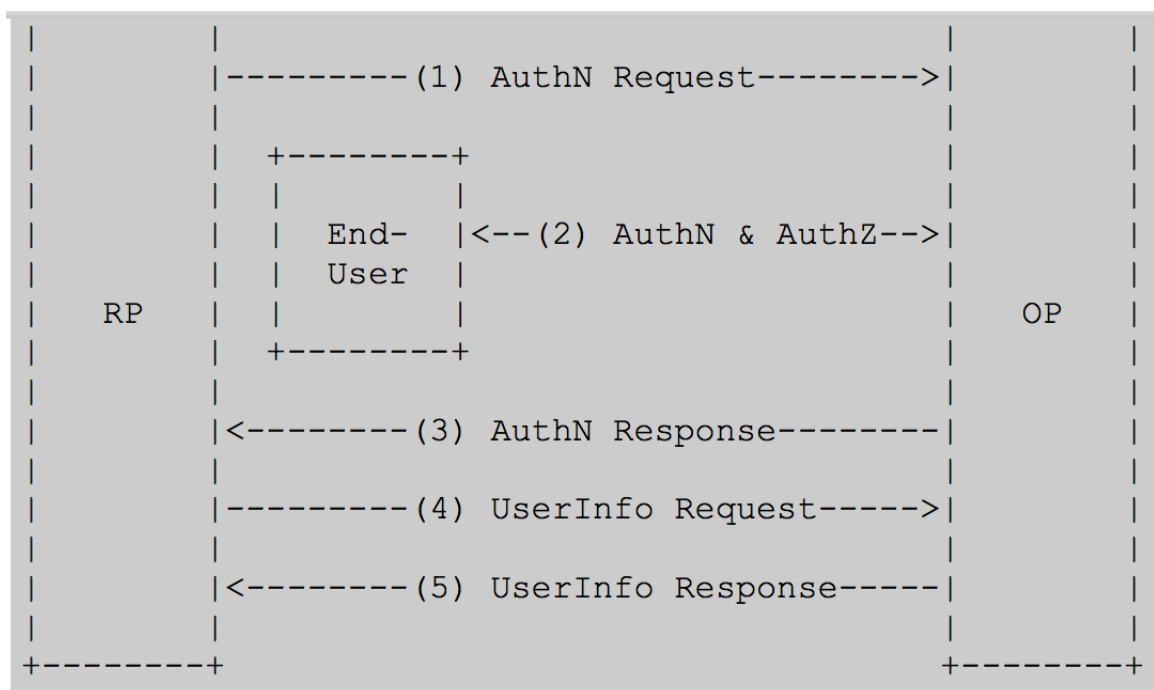 |        |                                   |        |
|        |---------(1) AuthN Request-------->|        |
|        |                                   |        |
|        |  +--------+                       |        |
|        |  |        |                       |        |
|        |  |  End-  |<--(2) AuthN & AuthZ-->|        |
|        |  |  User  |                       |        |
|   RP   |  |        |                       |   OP   |
|        |  +--------+                       |        |
|        |                                   |        |
|        |<--------(3) AuthN Response--------|        |
|        |                                   |        |
|        |---------(4) UserInfo Request----->|        |
|        |                                   |        |
|        |<--------(5) UserInfo Response-----|        |
|        |                                   |        |
+--------+                                   +--------+